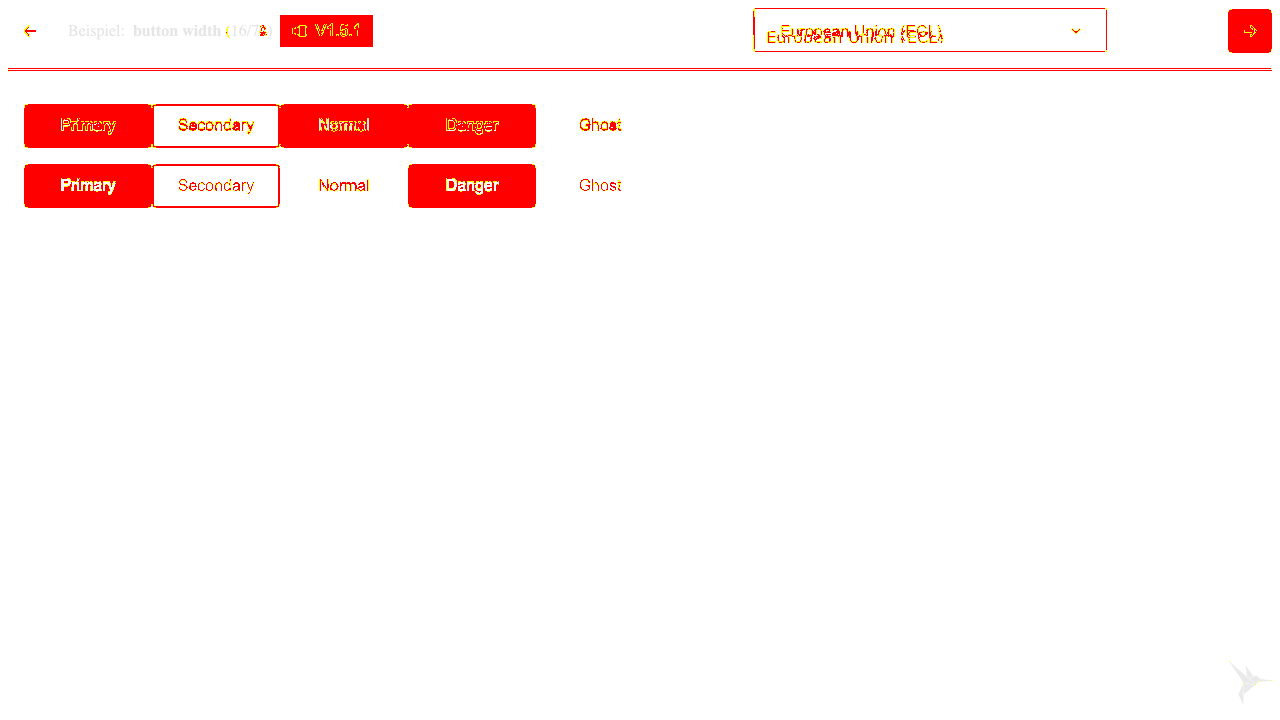 Beispiel: button width (16/7 V1.5.1 European Union (ECL)
European Union (ECL)
Primary Secondary Normal Danger Ghost
Primary Secondary Normal Danger Ghost